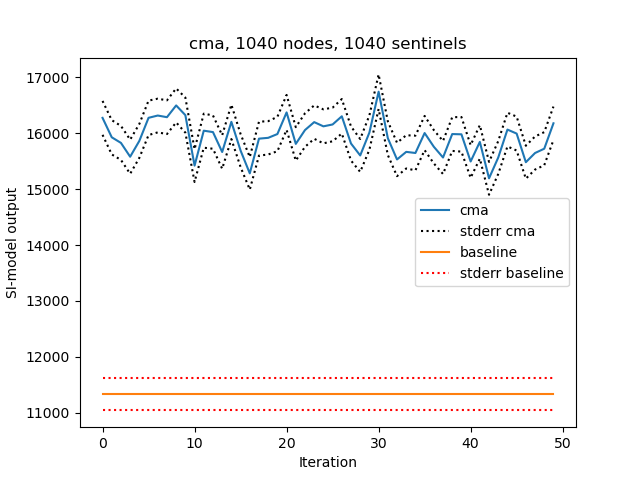 cma, 1040 nodes, 1040 sentinels
17000
16000
15000
14000
13000
12000
11000
SI-model output
cma
stderr cma
baseline
stderr baseline
0 10 20 30 40 50
Iteration